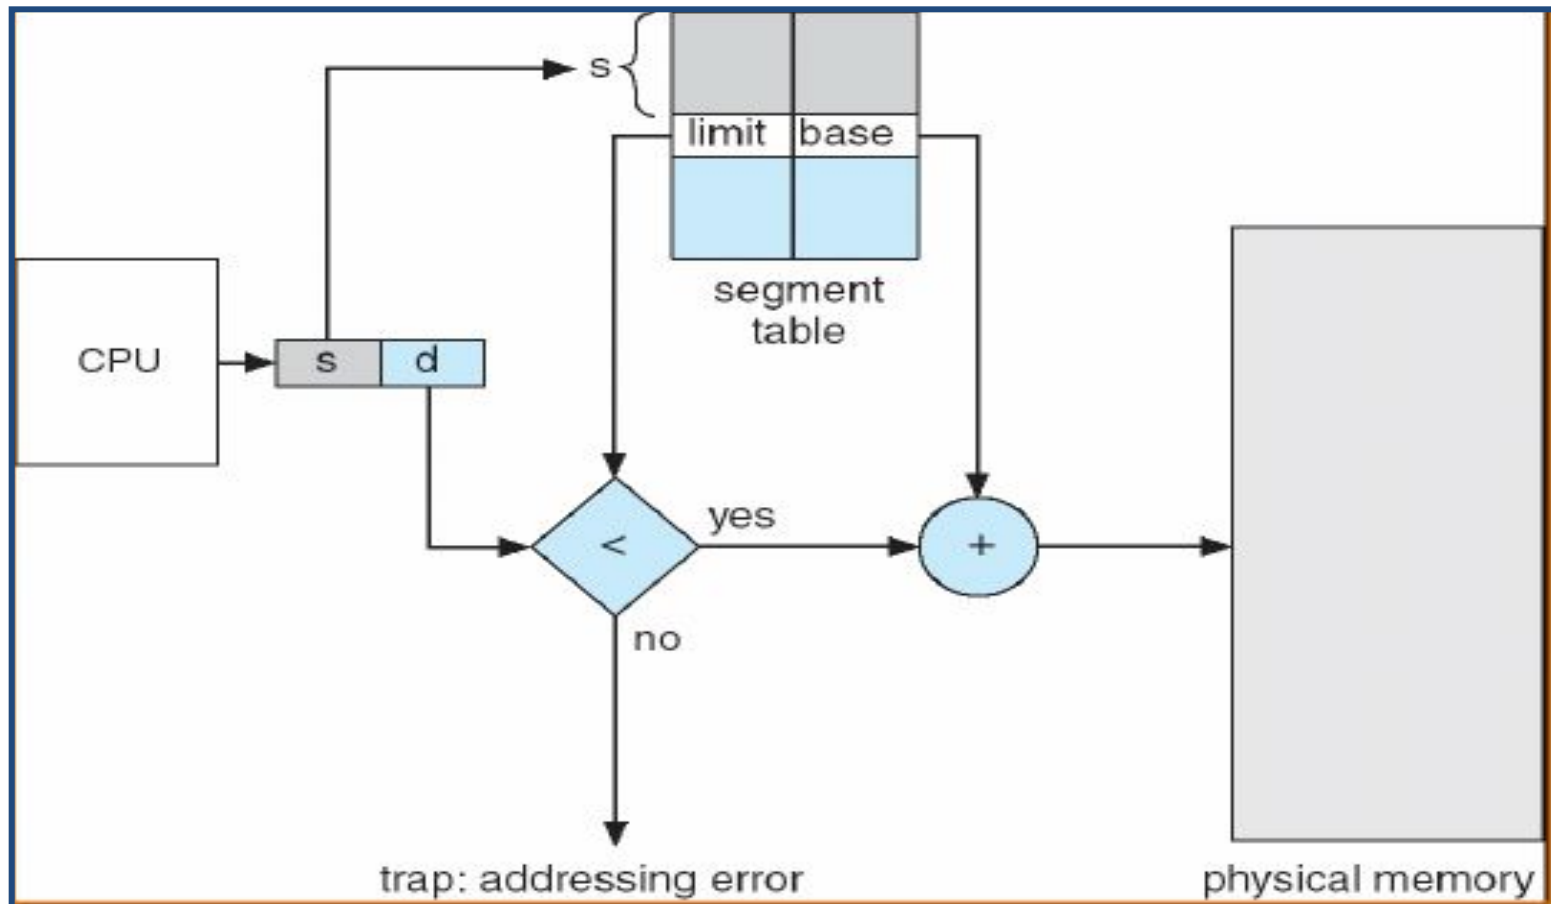 s
limit base
segment
table
CPU
s d
<
yes
+
no
trap: addressing error
physical memory